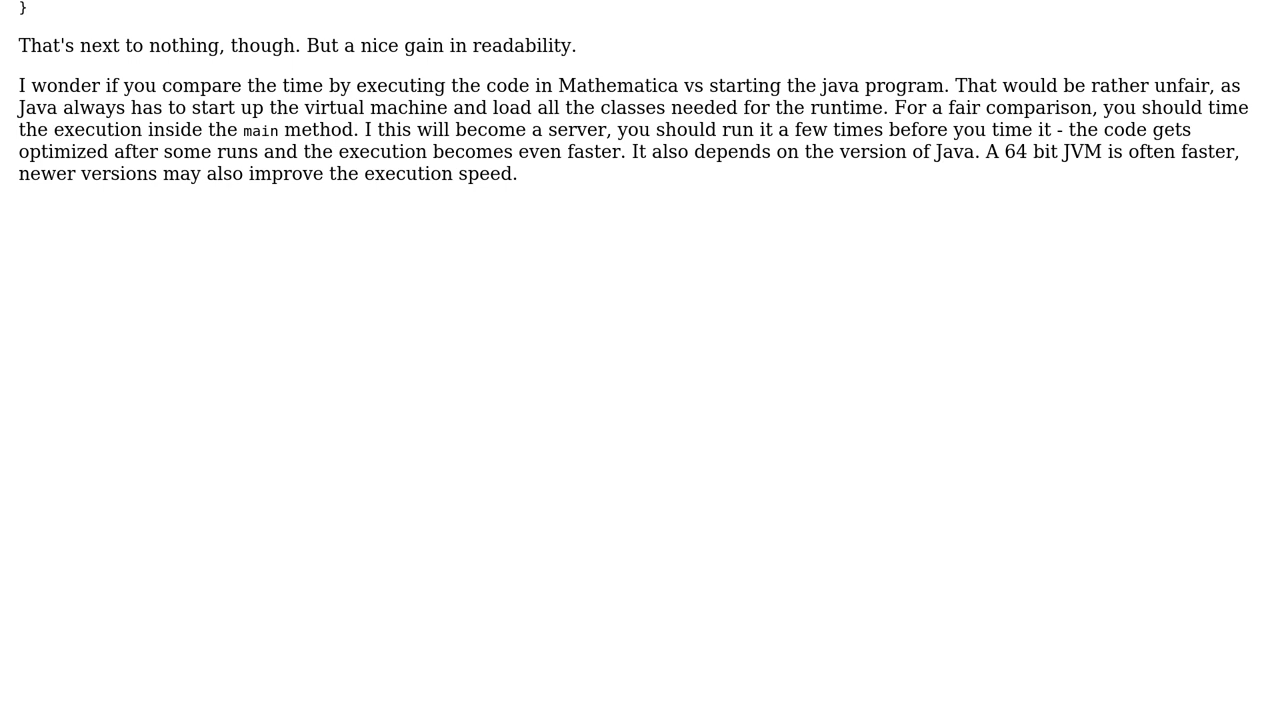 }
That's next to nothing, though. But a nice gain in readability.
I wonder if you compare the time by executing the code in Mathematica vs starting the java program. That would be rather unfair, as
Java always has to start up the virtual machine and load all the classes needed for the runtime. For a fair comparison, you should time
the execution inside the main method. I this will become a server, you should run it a few times before you time it - the code gets
optimized after some runs and the execution becomes even faster. It also depends on the version of Java. A 64 bit JVM is often faster,
newer versions may also improve the execution speed.